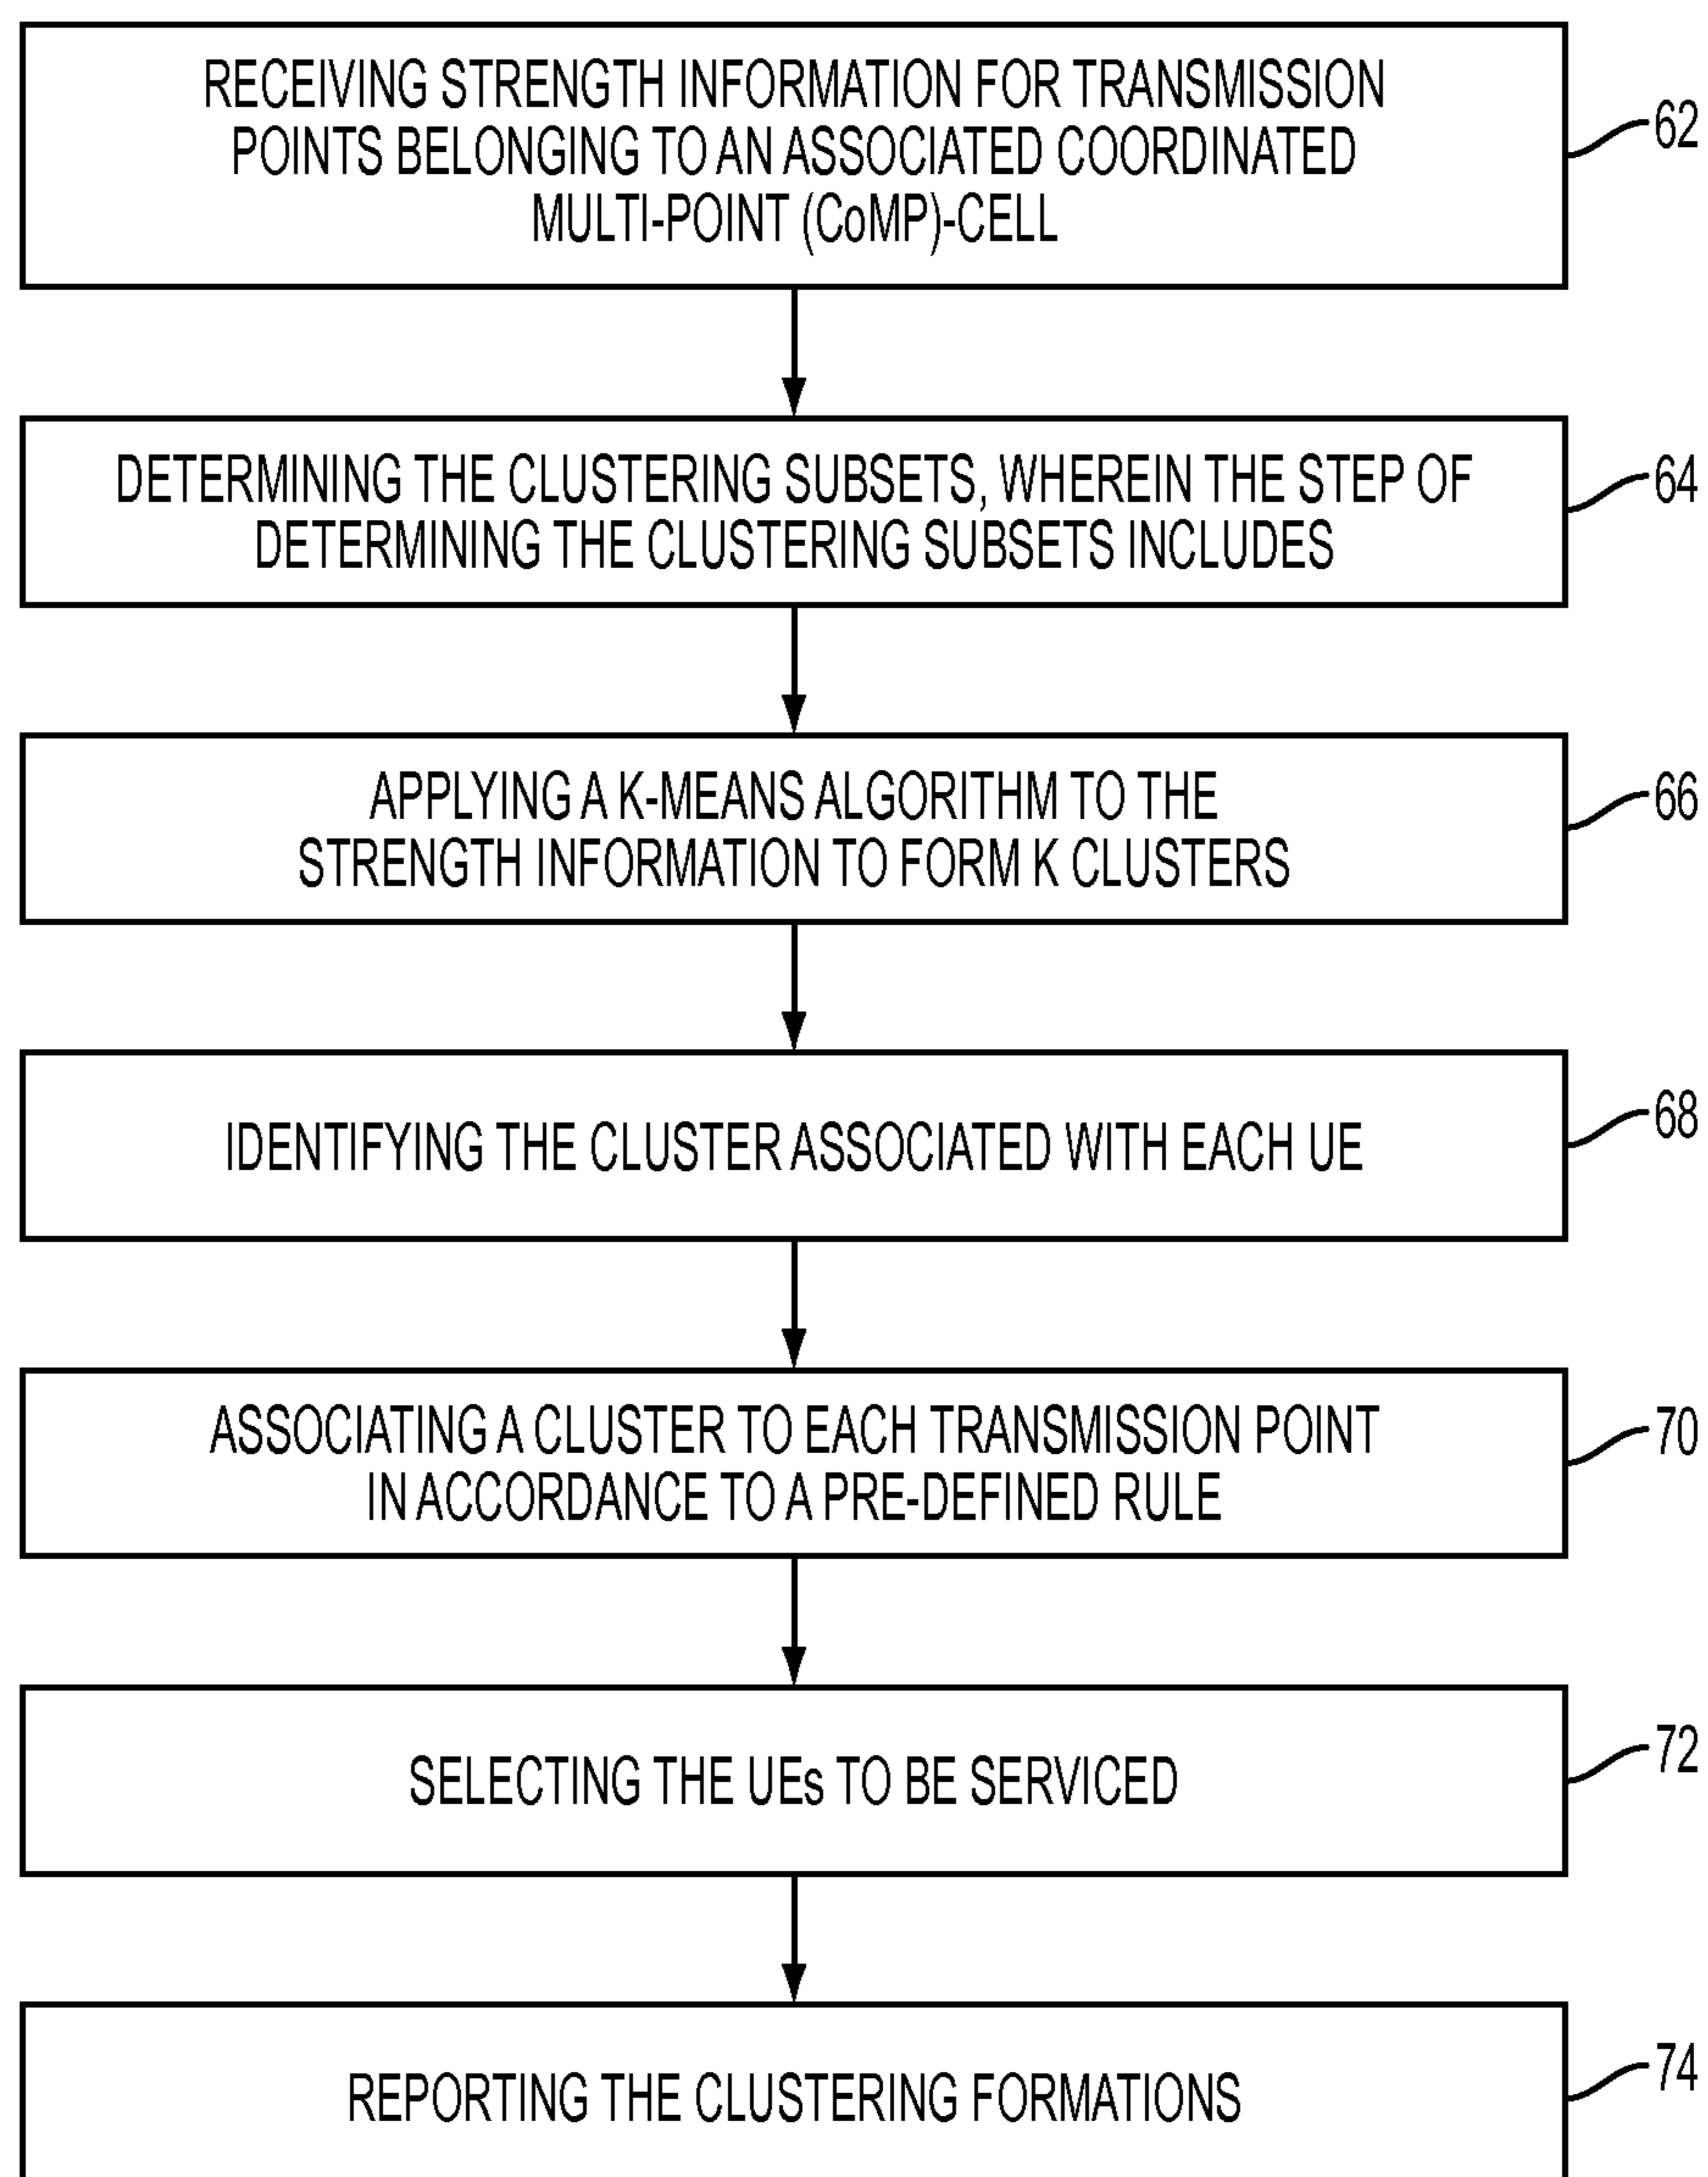 RECEIVING STRENGTH INFORMATION FOR TRANSMISSION
POINTS BELONGING TO AN ASSOCIATED COORDINATED
MULTI-POINT (CoMP)-CELL
62
DETERMINING THE CLUSTERING SUBSETS, WHEREIN THE STEP OF
DETERMINING THE CLUSTERING SUBSETS INCLUDES
64
APPLYING A K-MEANS ALGORITHM TO THE
STRENGTH INFORMATION TO FORM K CLUSTERS
66
IDENTIFYING THE CLUSTER ASSOCIATED WITH EACH UE
68
ASSOCIATING A CLUSTER TO EACH TRANSMISSION POINT
IN ACCORDANCE TO A PRE-DEFINED RULE
70
SELECTING THE UEs TO BE SERVICED
72
REPORTING THE CLUSTERING FORMATIONS
74